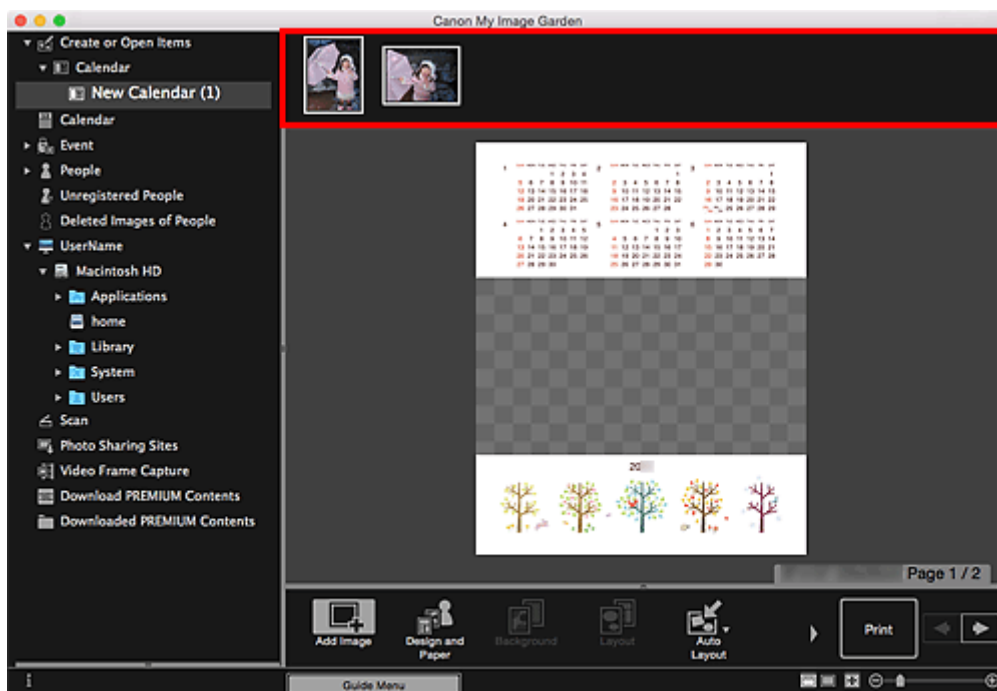 Canon My Image Garden
Create or Open Items
Calendar
New Calendar (1)
Calendar
Event
People
Unregistered People
Deleted Images of People
UserName
Macintosh HD
Applications
home
Library
System
Users
Scan
Photo Sharing Sites
Video Frame Capture
Download PREMIUM Contents
Downloaded PREMIUM Contents
20
Page 1 / 2
Add Image
Design and Paper
Background
Layout
Auto Layout
Print
Guide Menu